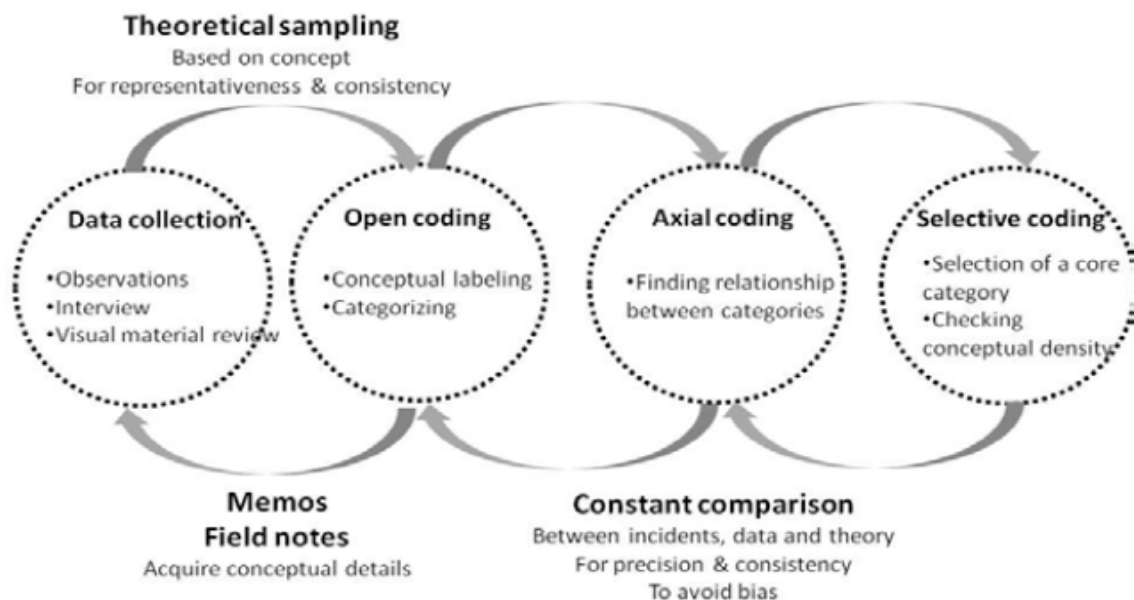 Theoretical sampling
Based on concept
For representativeness & consistency
Data collection
•Observations
•Interview
•Visual material review
Open coding
•Conceptual labeling
•Categorizing
Axial coding
•Finding relationship
between categories
Selective coding
•Selection of a core
category
•Checking
conceptual density
Memos
Field notes
Acquire conceptual details
Constant comparison
Between incidents, data and theory
For precision & consistency
To avoid bias